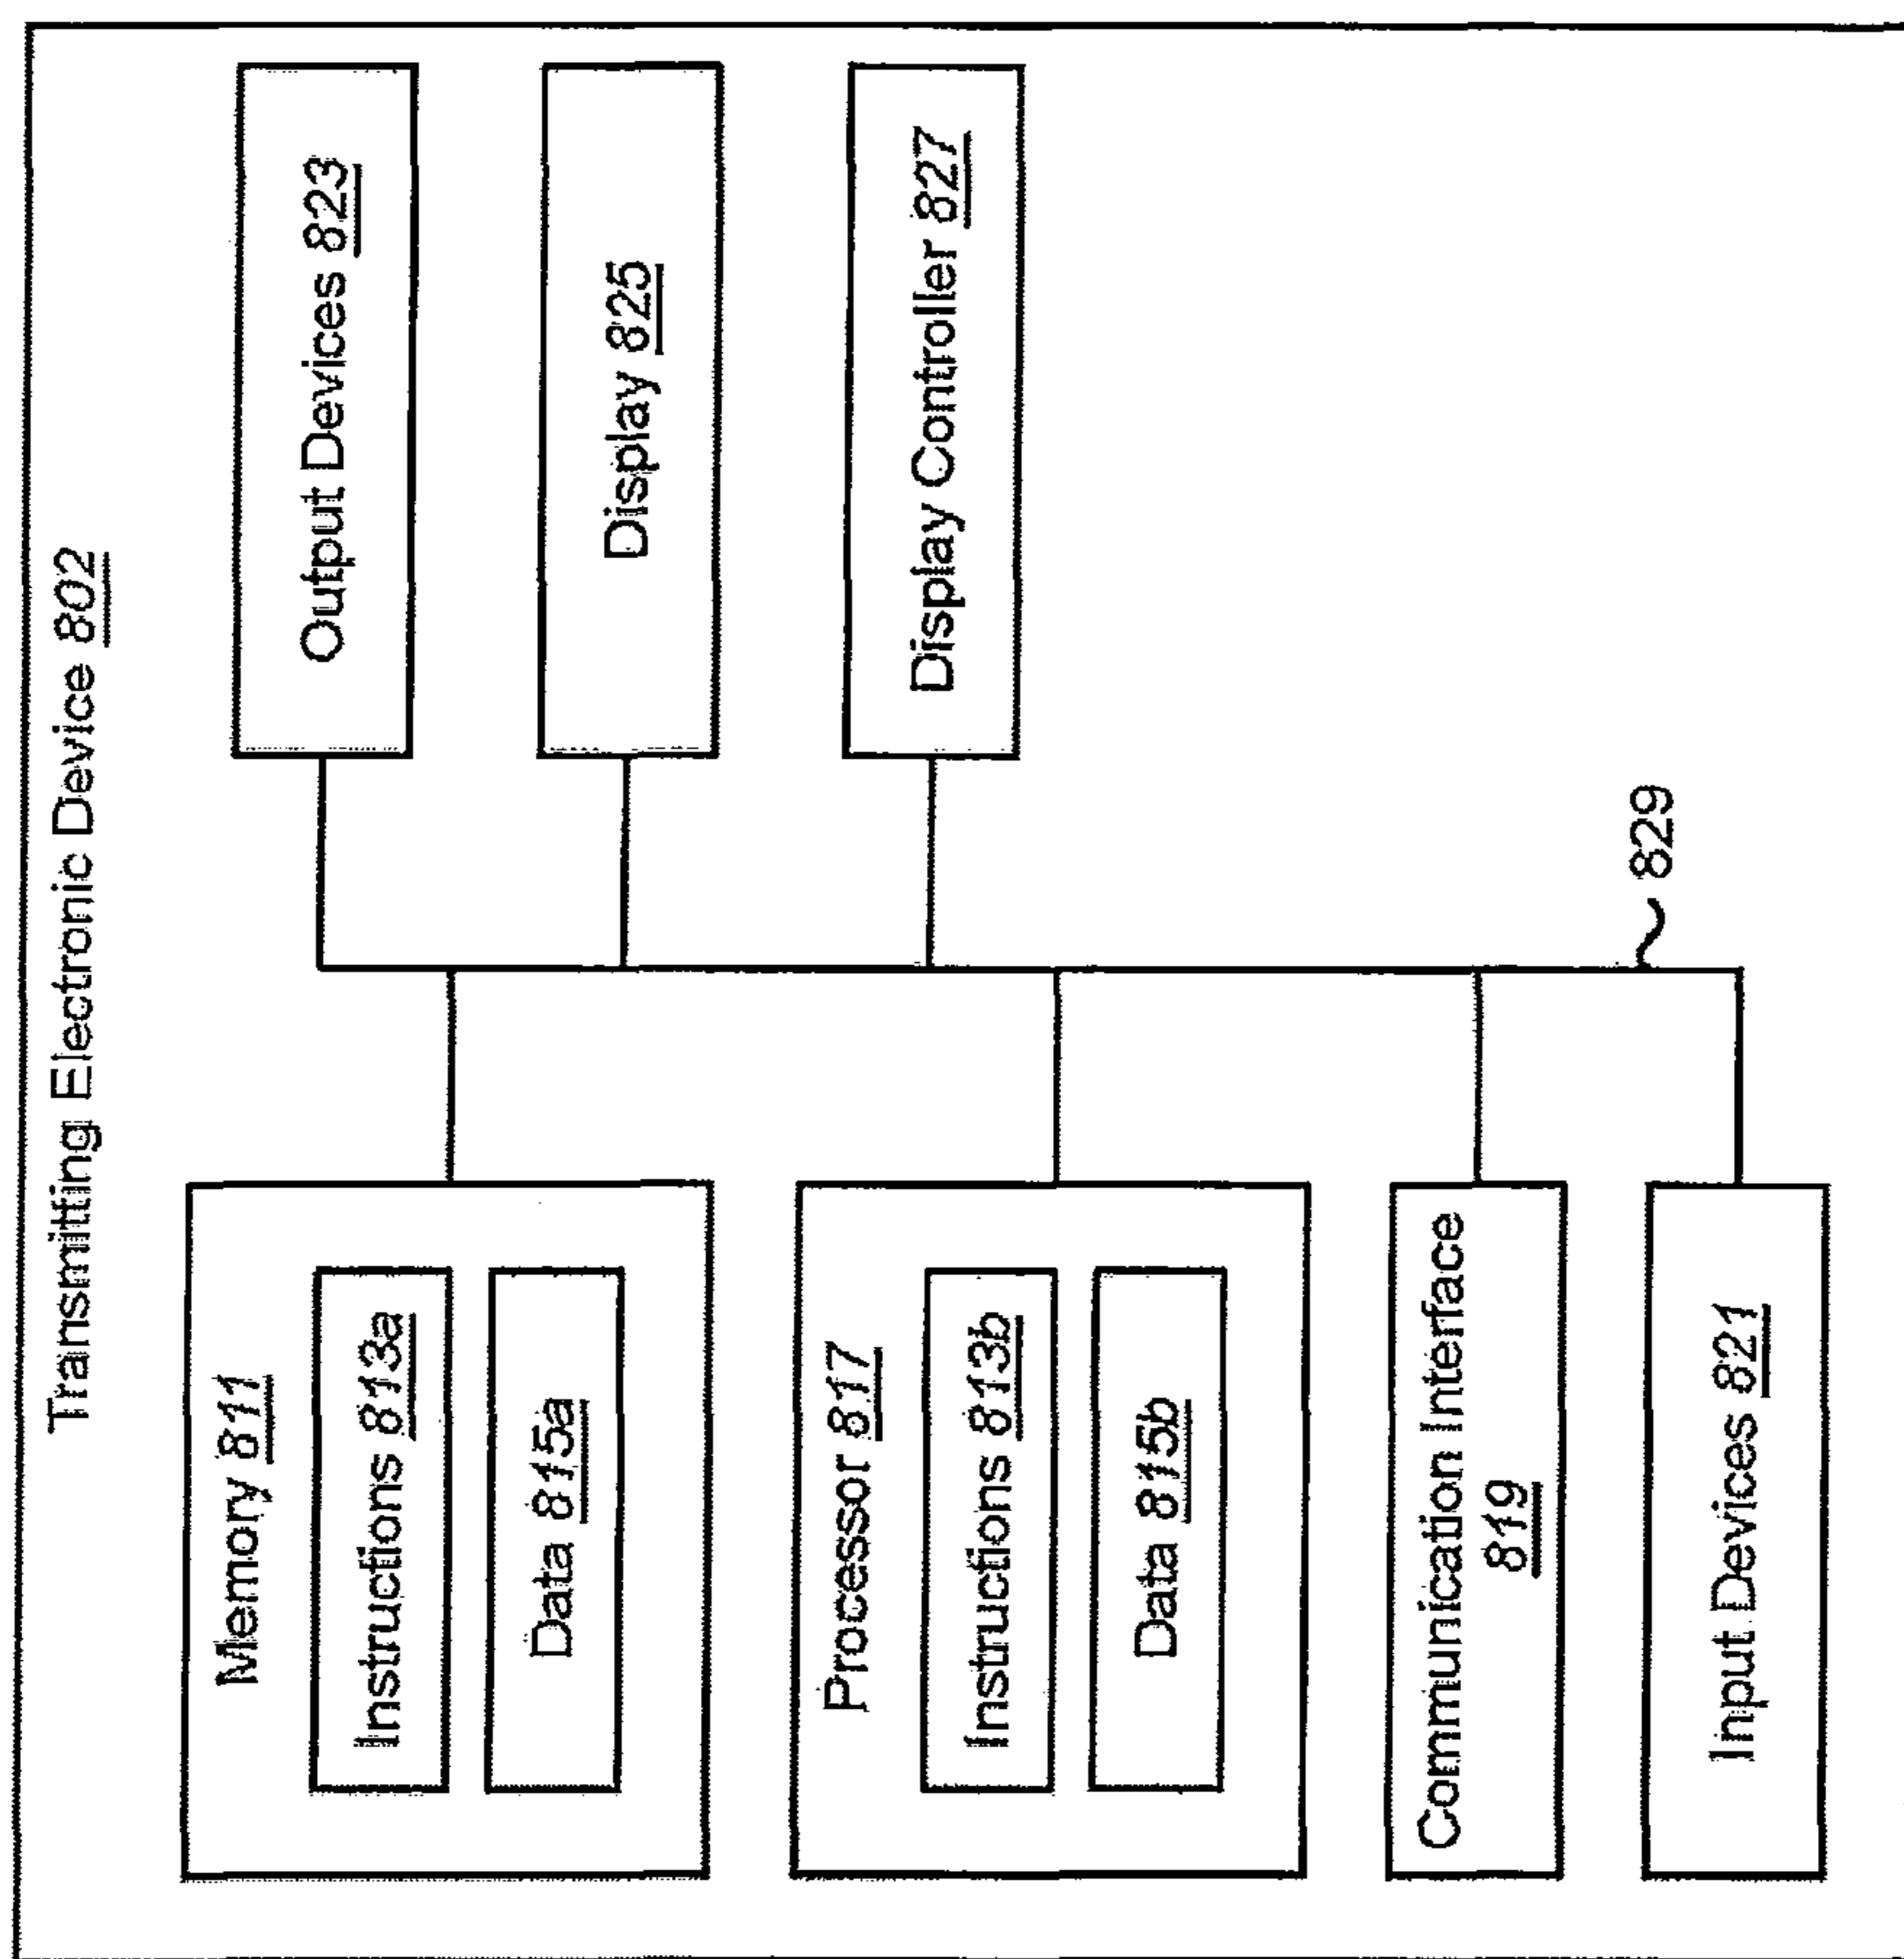 Transmitting Electronic Device 802
Memory 811
Instructions 813a
Data 815a
Processor 817
Instructions 813b
Data 815b
Communication Interface
819
Input Devices 821
Output Devices 823
Display 825
Display Controller 827
829